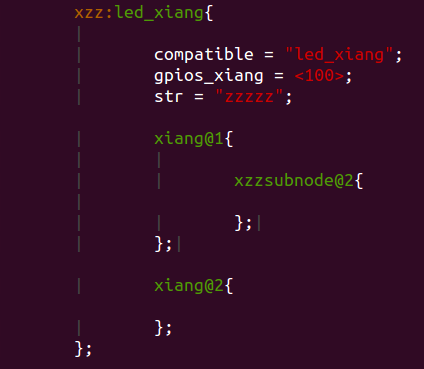 xzz:led_xiang{
compatible = "led_xiang";
gpios_xiang = <100>;
str = "zzzzz";
xiang@1{
xzzsubnode@2{
};
};
xiang@2{
};
};